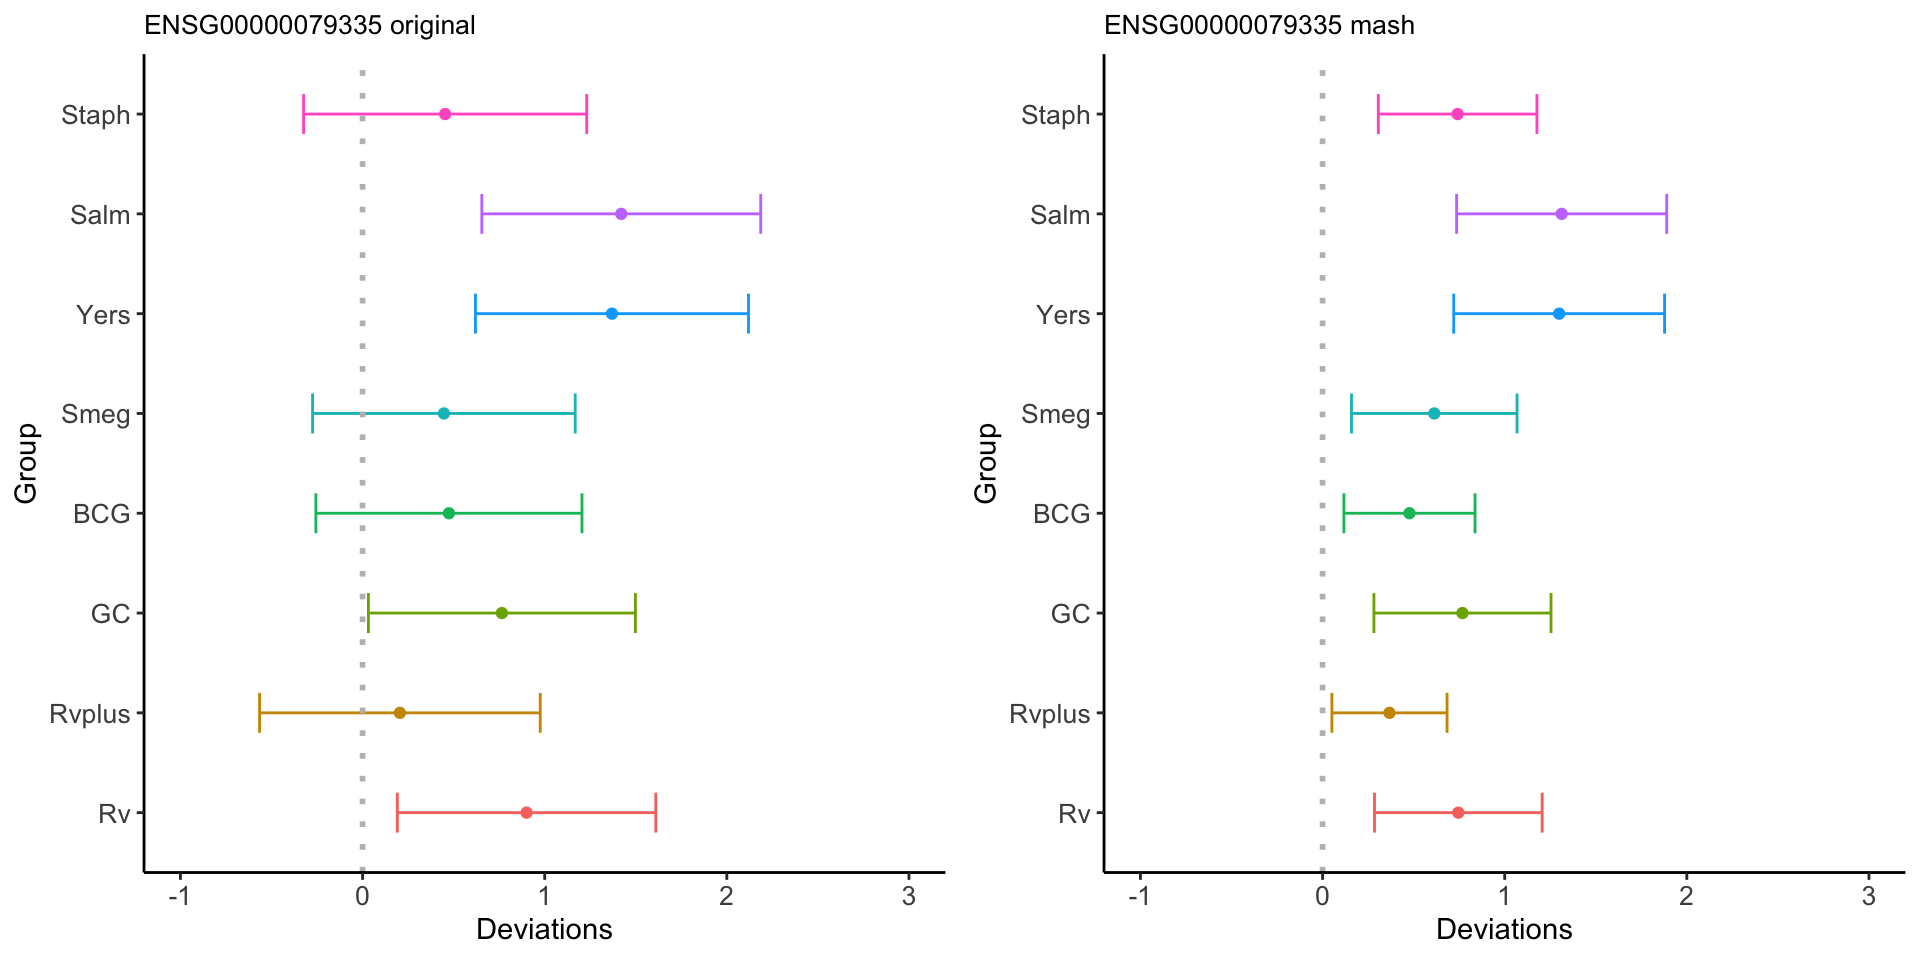 ENSG00000079335 original
Group
Staph
Salm
Yers
Smeg
BCG
GC
Rvplus
Rv
-1 0 1 2 3
Deviations
ENSG00000079335 mash
Group
Staph
Salm
Yers
Smeg
BCG
GC
Rvplus
Rv
-1 0 1 2 3
Deviations